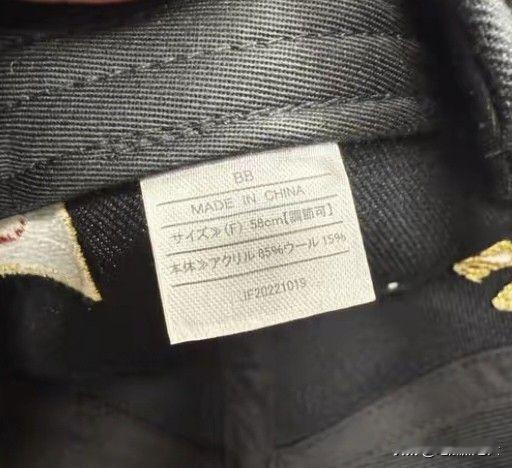 BB
MADE IN CHINA
サイズ≫(F) 58cm【調節可】
本体≫アクリル 85%ウール 15%
JF20221019